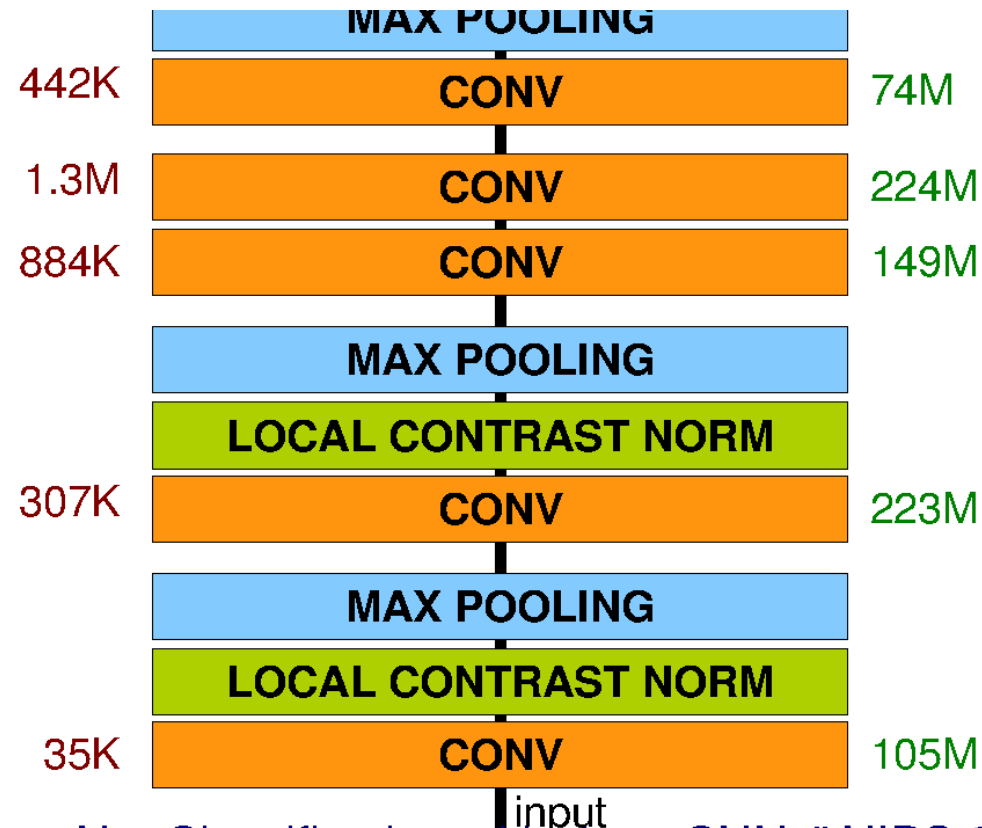 MAX POOLING
442K CONV 74M
1.3M CONV 224M
884K CONV 149M
MAX POOLING
LOCAL CONTRAST NORM
307K CONV 223M
MAX POOLING
LOCAL CONTRAST NORM
35K CONV 105M
input